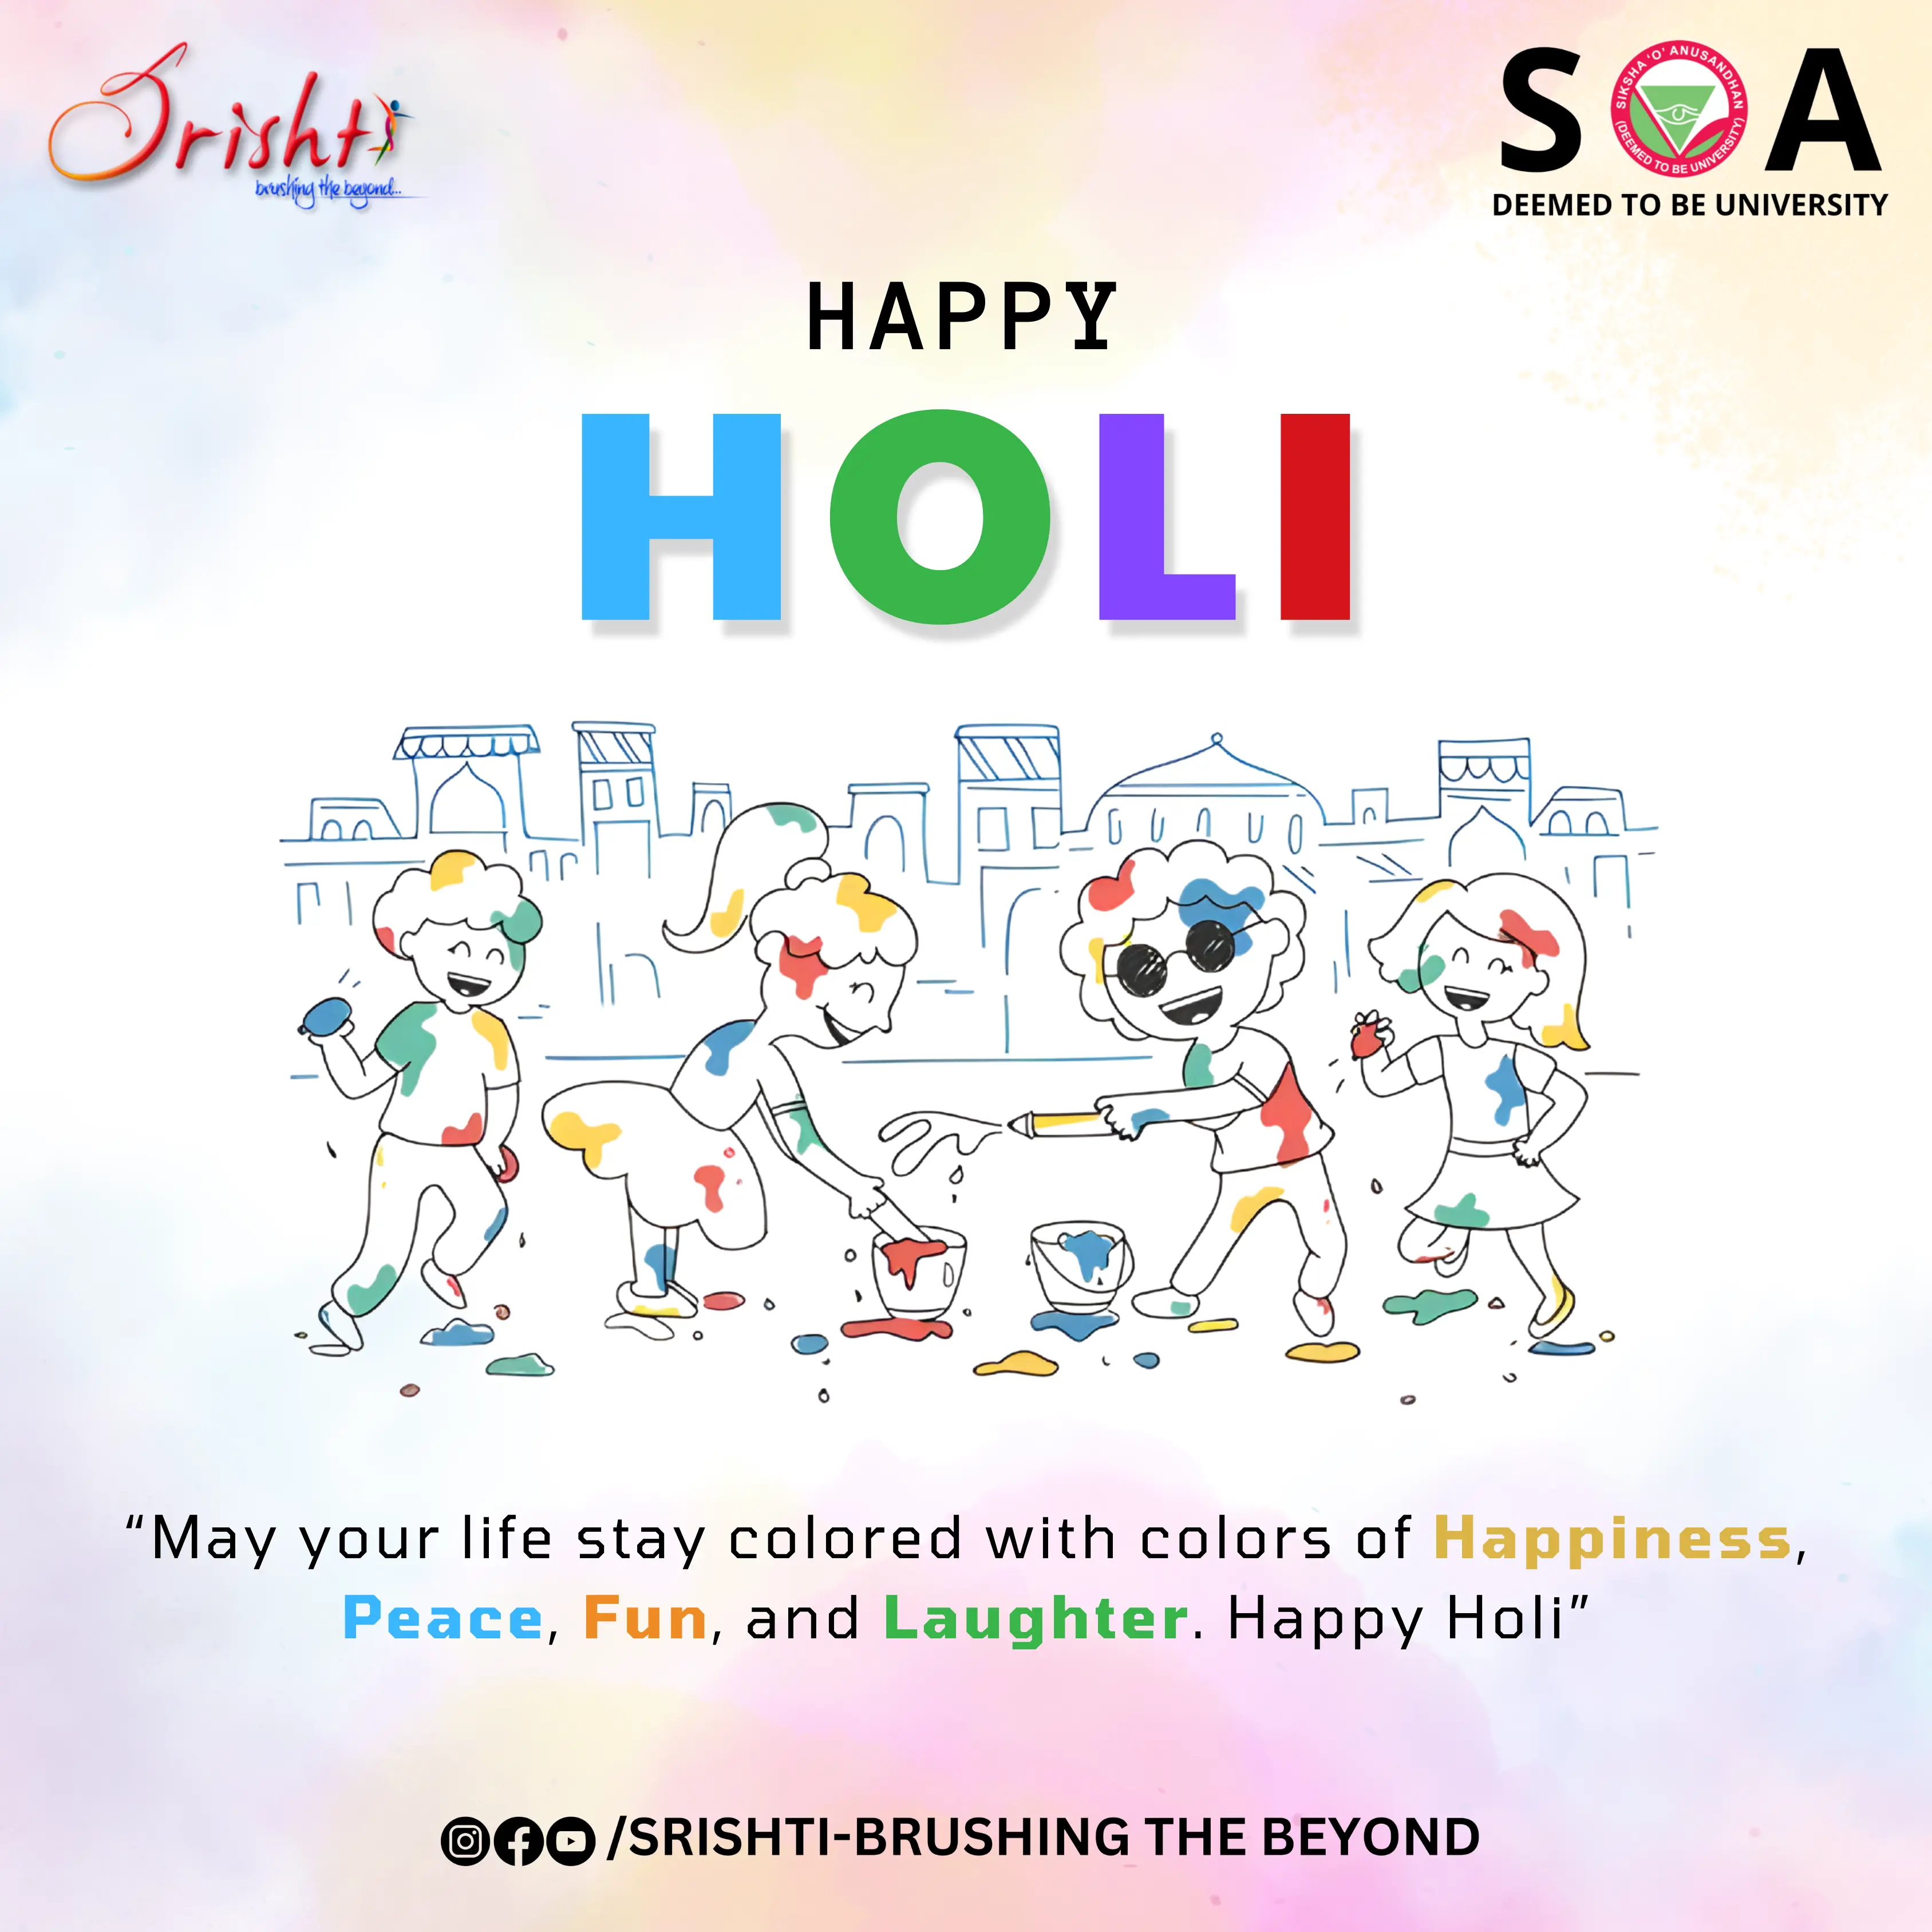 Srishti
brushing the beyond...
SOA
SIKSHA 'O' ANUSANDHAN
(DEEMED TO BE UNIVERSITY)
DEEMED TO BE UNIVERSITY
HAPPY
HOLI
“May your life stay colored with colors of Happiness,
Peace, Fun, and Laughter. Happy Holi”
/SRISHTI-BRUSHING THE BEYOND